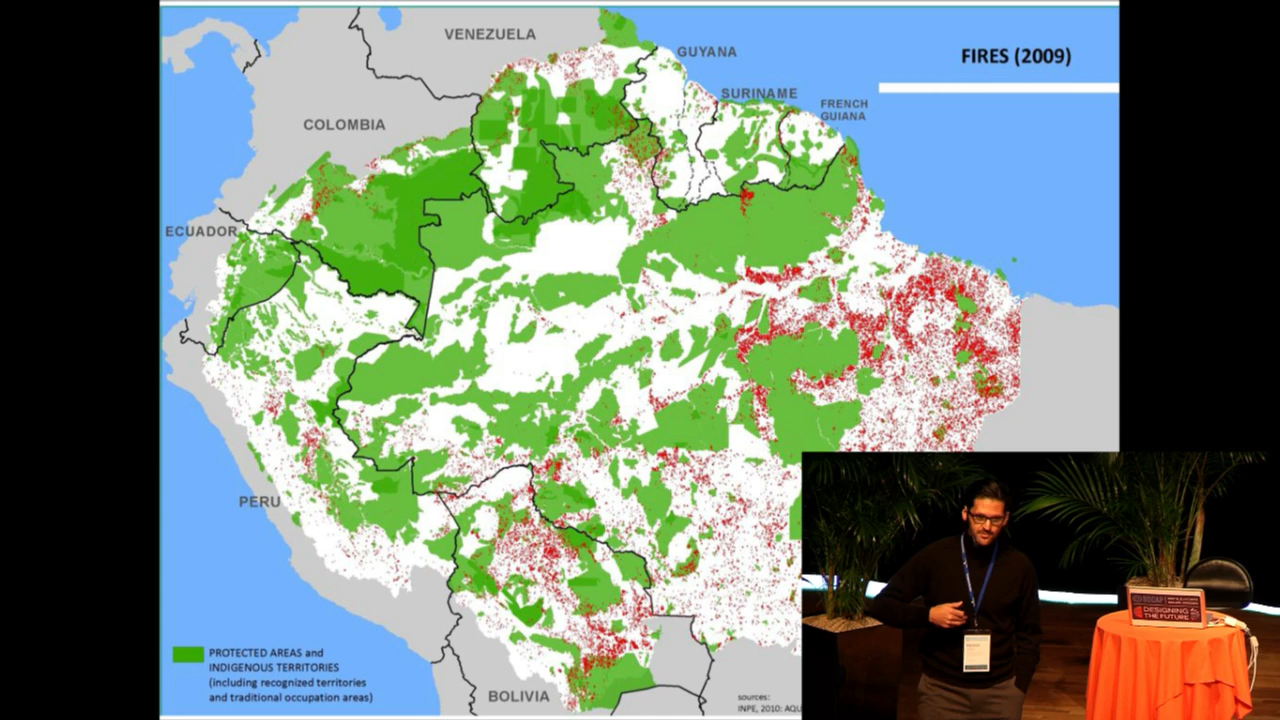 VENEZUELA
GUYANA
FIRES (2009)
SURINAME
FRENCH
GUIANA
COLOMBIA
ECUADOR
PERU
PROTECTED AREAS and
INDIGENOUS TERRITORIES
(including recognized territories
and traditional occupation areas)
BOLIVIA
sources:
INPE, 2010: AQU
DESIGNING
THE FUTURE